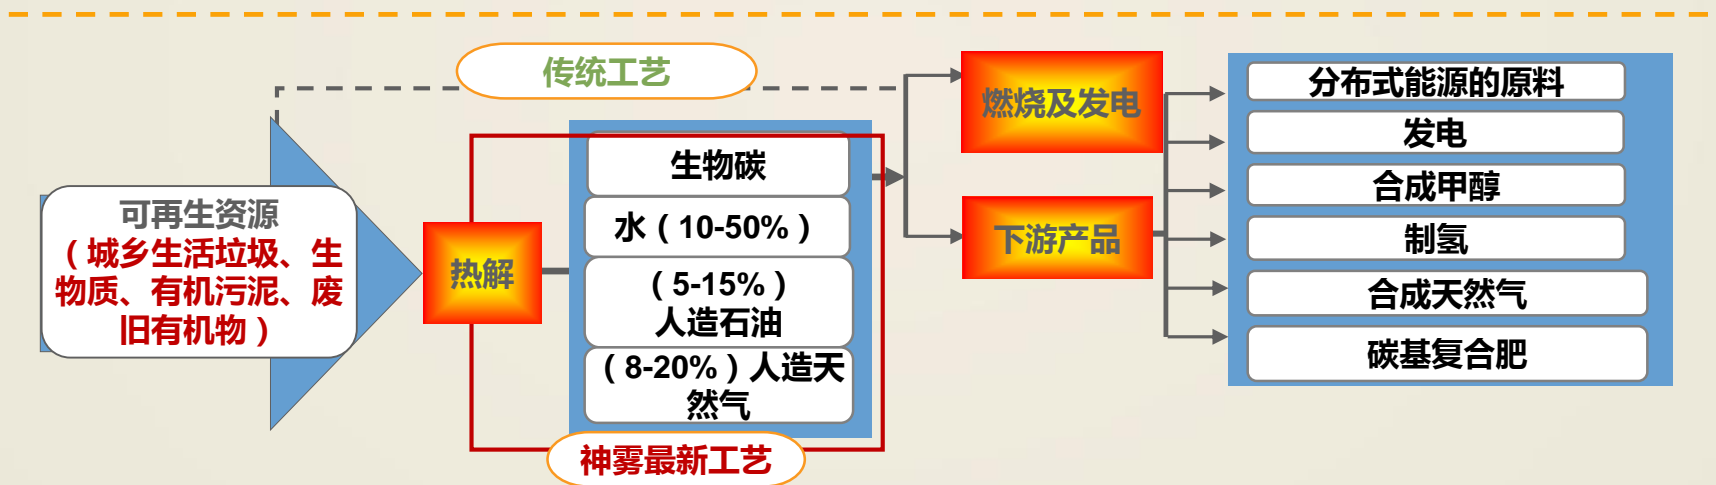 传统工艺
可再生资源
（城乡生活垃圾、生
物质、有机污泥、废
旧有机物）
热解
生物碳
水（10-50%）
（5-15%）
人造石油
（8-20%）人造天
然气
神雾最新工艺
燃烧及发电
下游产品
分布式能源的原料
发电
合成甲醇
制氢
合成天然气
碳基复合肥